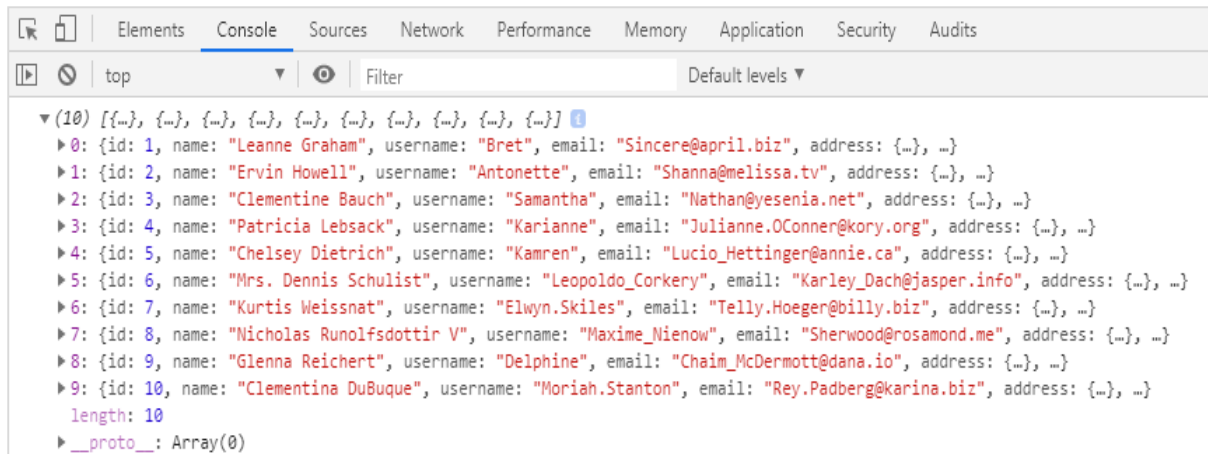 Elements Console Sources Network Performance Memory Application Security Audits
top ▼ Filter Default levels ▼
▼(10) [{…}, {…}, {…}, {…}, {…}, {…}, {…}, {…}, {…}, {…}] i
▶0: {id: 1, name: "Leanne Graham", username: "Bret", email: "Sincere@april.biz", address: {…}, …}
▶1: {id: 2, name: "Ervin Howell", username: "Antonette", email: "Shanna@melissa.tv", address: {…}, …}
▶2: {id: 3, name: "Clementine Bauch", username: "Samantha", email: "Nathan@yesenia.net", address: {…}, …}
▶3: {id: 4, name: "Patricia Lebsack", username: "Karianne", email: "Julianne.OConner@kory.org", address: {…}, …}
▶4: {id: 5, name: "Chelsey Dietrich", username: "Kamren", email: "Lucio_Hettinger@annie.ca", address: {…}, …}
▶5: {id: 6, name: "Mrs. Dennis Schulist", username: "Leopoldo_Corkery", email: "Karley_Dach@jasper.info", address: {…}, …}
▶6: {id: 7, name: "Kurtis Weissnat", username: "Elwyn.Skiles", email: "Telly.Hoeger@billy.biz", address: {…}, …}
▶7: {id: 8, name: "Nicholas Runolfsdottir V", username: "Maxime_Nienow", email: "Sherwood@rosamond.me", address: {…}, …}
▶8: {id: 9, name: "Glenna Reichert", username: "Delphine", email: "Chaim_McDermott@dana.io", address: {…}, …}
▶9: {id: 10, name: "Clementina DuBuque", username: "Moriah.Stanton", email: "Rey.Padberg@karina.biz", address: {…}, …}
length: 10
▶__proto__: Array(0)